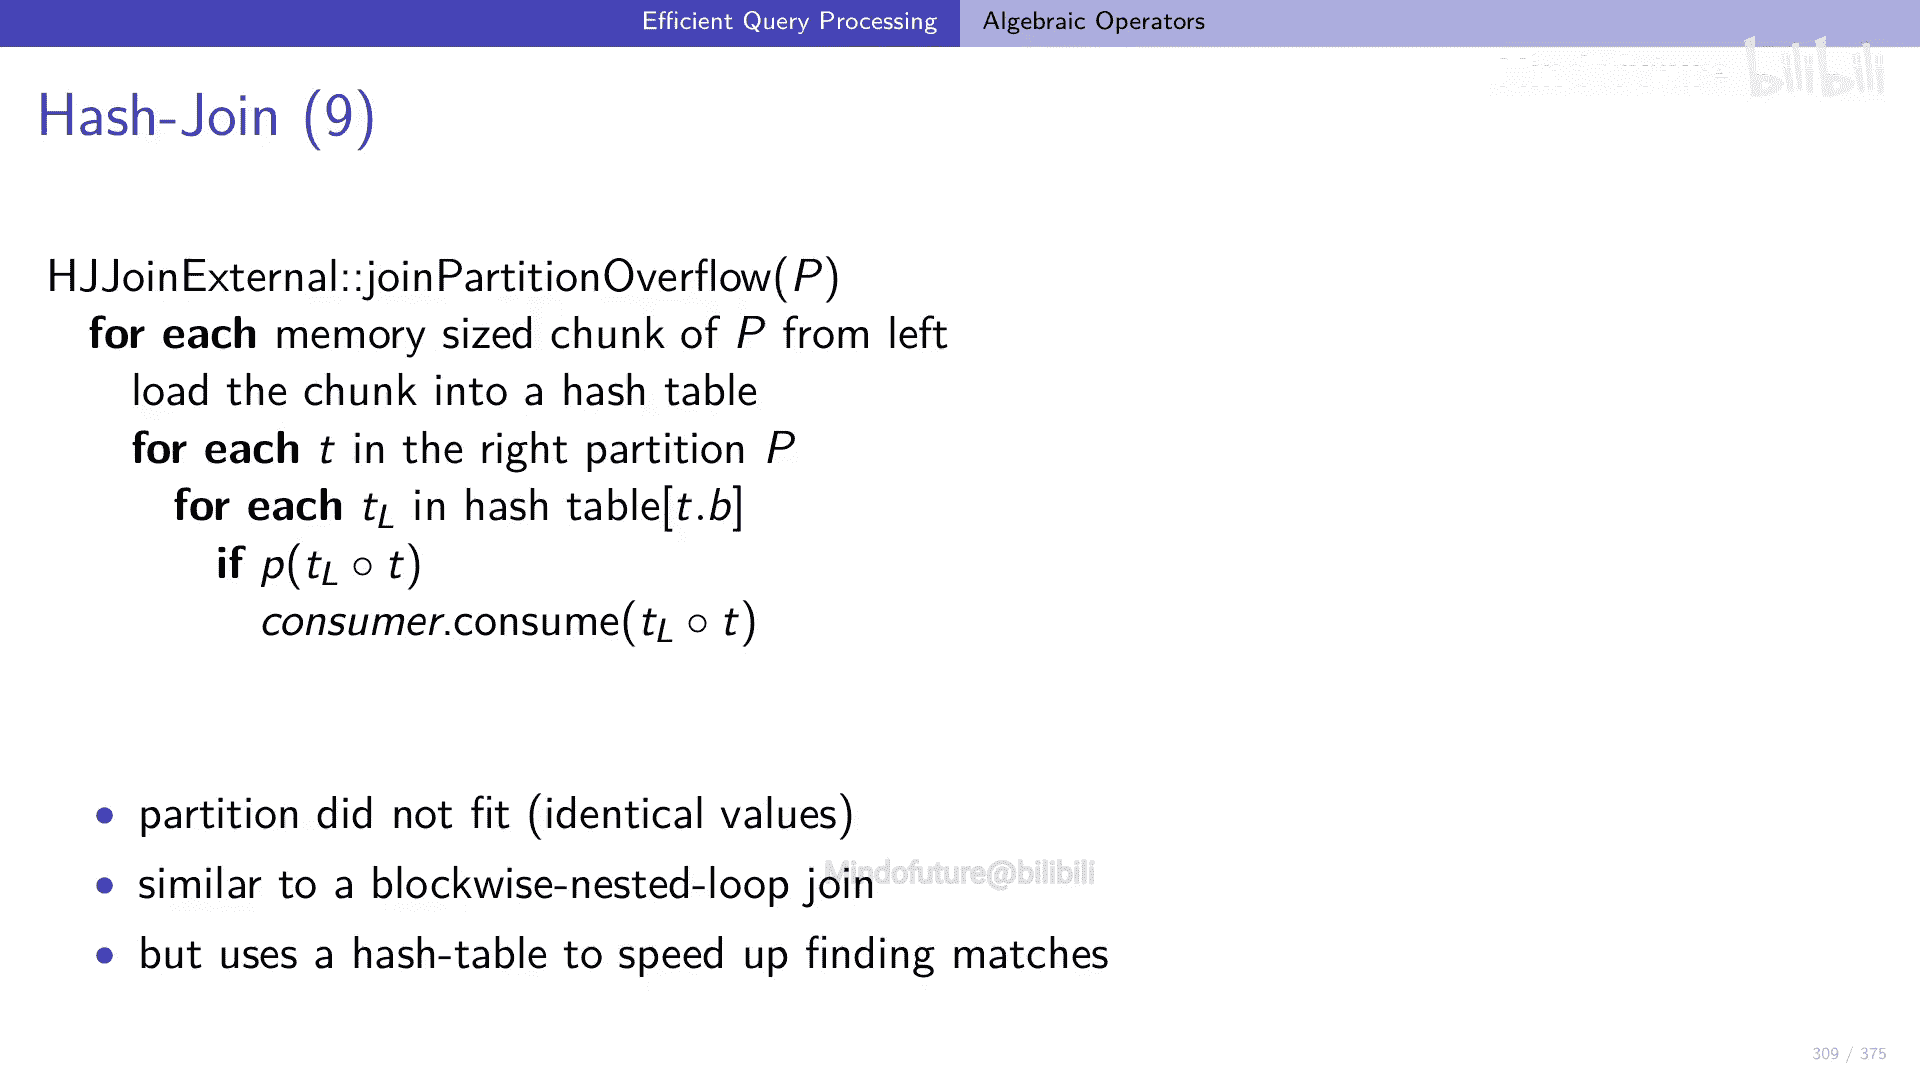 Efficient Query Processing Algebraic Operators
bilibili
Hash-Join (9)
HJJoinExternal::joinPartitionOverflow(P)
for each memory sized chunk of P from left
load the chunk into a hash table
for each t in the right partition P
for each t_L in hash table[t.b]
if p(t_L ∘ t)
consumer.consume(t_L ∘ t)
• partition did not fit (identical values)
• similar to a blockwise-nested-loop join
Mindofuture@bilibili
• but uses a hash-table to speed up finding matches
309 / 375